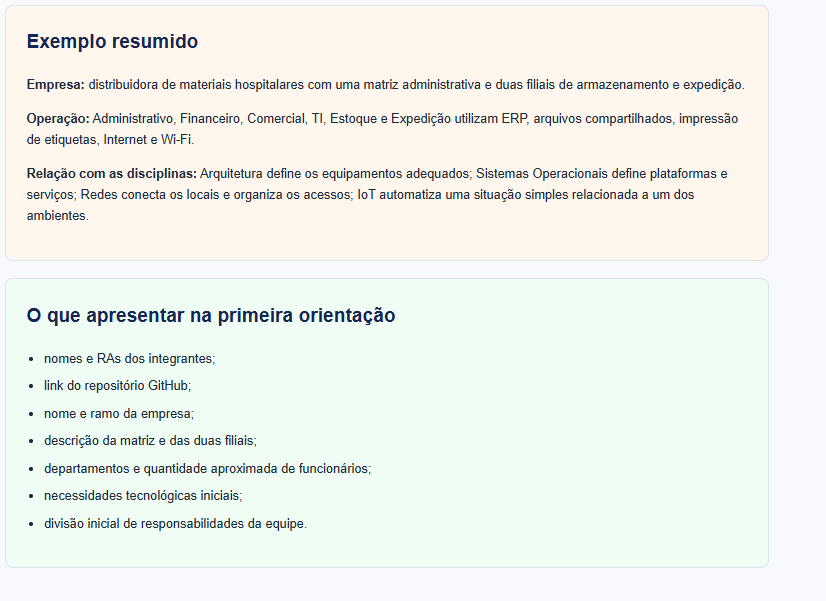 Exemplo resumido
Empresa: distribuidora de materiais hospitalares com uma matriz administrativa e duas filiais de armazenamento e expedição.
Operação: Administrativo, Financeiro, Comercial, TI, Estoque e Expedição utilizam ERP, arquivos compartilhados, impressão
de etiquetas, Internet e Wi-Fi.
Relação com as disciplinas: Arquitetura define os equipamentos adequados; Sistemas Operacionais define plataformas e
serviços; Redes conecta os locais e organiza os acessos; IoT automatiza uma situação simples relacionada a um dos
ambientes.
O que apresentar na primeira orientação
• nomes e RAs dos integrantes;
• link do repositório GitHub;
• nome e ramo da empresa;
• descrição da matriz e das duas filiais;
• departamentos e quantidade aproximada de funcionários;
• necessidades tecnológicas iniciais;
• divisão inicial de responsabilidades da equipe.